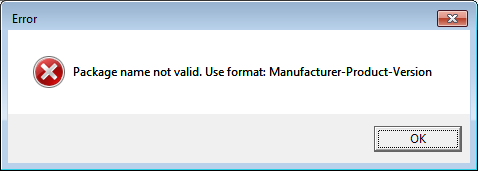 Error
Package name not valid. Use format: Manufacturer-Product-Version
OK